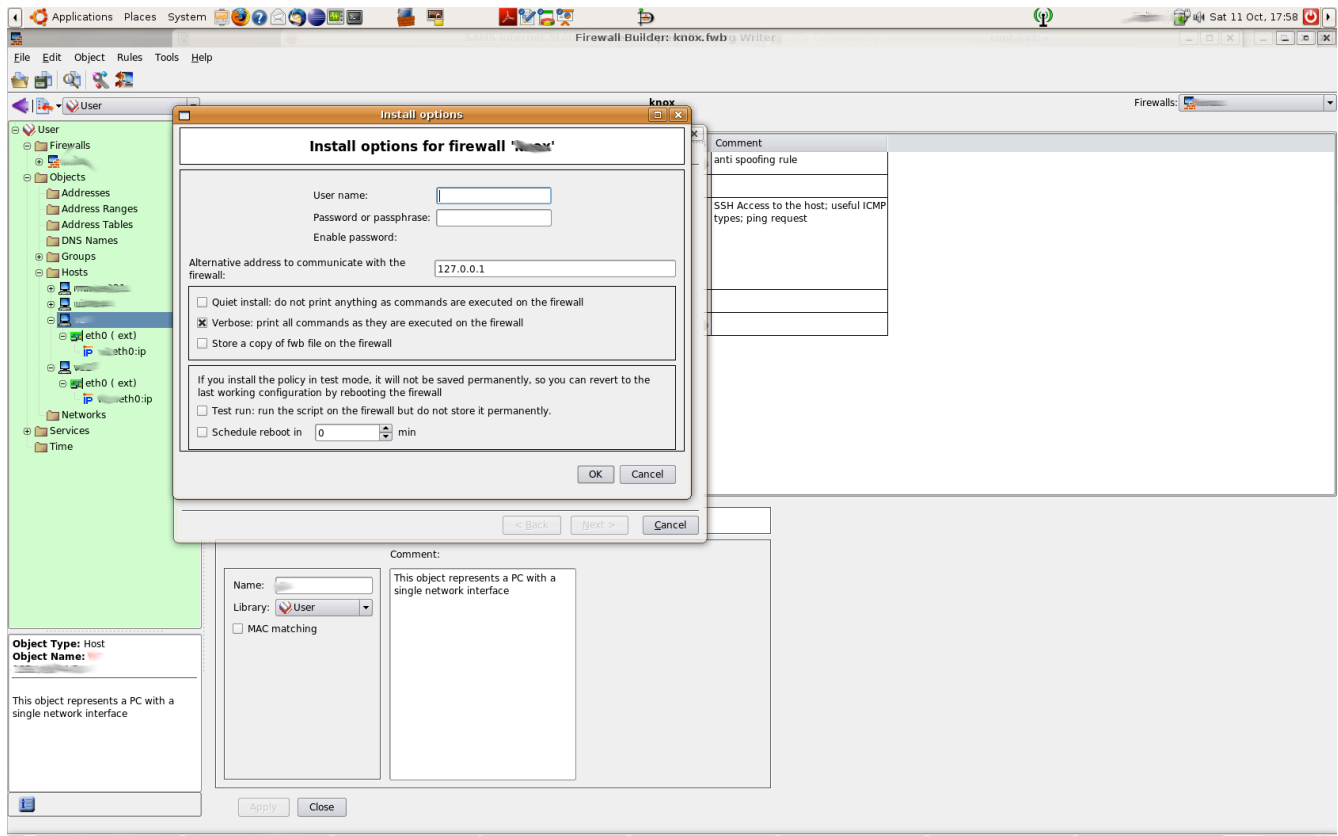 Applications Places System
Sat 11 Oct, 17:58
Firewall Builder: knox.fwb
File Edit Object Rules Tools Help
User
knox
Firewalls:
User
Firewalls
Objects
Addresses
Address Ranges
Address Tables
DNS Names
Groups
Hosts
eth0 ( ext)
eth0:ip
eth0 ( ext)
eth0:ip
Networks
Services
Time
Install options
Install options for firewall '
User name:
Password or passphrase:
Enable password:
Alternative address to communicate with the
firewall:
127.0.0.1
Quiet install: do not print anything as commands are executed on the firewall
Verbose: print all commands as they are executed on the firewall
Store a copy of fwb file on the firewall
If you install the policy in test mode, it will not be saved permanently, so you can revert to the
last working configuration by rebooting the firewall
Test run: run the script on the firewall but do not store it permanently.
Schedule reboot in 0 min
OK Cancel
< Back Next > Cancel
Comment
anti spoofing rule
SSH Access to the host; useful ICMP
types; ping request
Comment:
Name:
Library: User
MAC matching
This object represents a PC with a
single network interface
Object Type: Host
Object Name:
This object represents a PC with a
single network interface
Apply Close